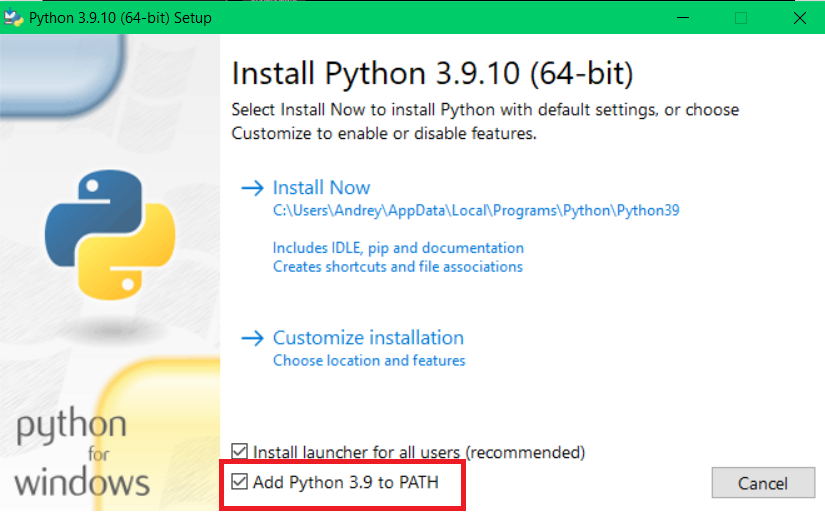 Python 3.9.10 (64-bit) Setup
Install Python 3.9.10 (64-bit)
Select Install Now to install Python with default settings, or choose
Customize to enable or disable features.
Install Now
C:\Users\Andrey\AppData\Local\Programs\Python\Python39
Includes IDLE, pip and documentation
Creates shortcuts and file associations
Customize installation
Choose location and features
python
for
windows
Install launcher for all users (recommended)
Add Python 3.9 to PATH
Cancel